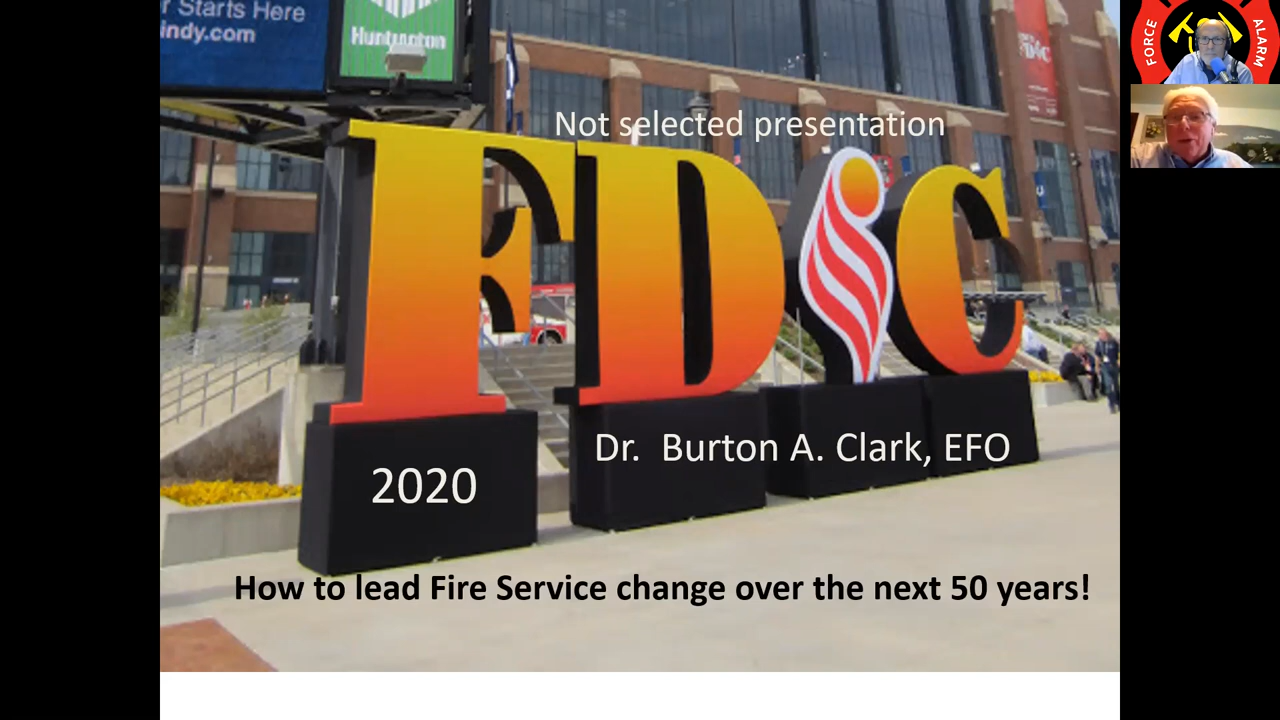 r Starts Here
indy.com
Huntington
FDIC
Not selected presentation
FDIC
Dr.  Burton A. Clark, EFO
2020
How to lead Fire Service change over the next 50 years!
FORCE
ALARM